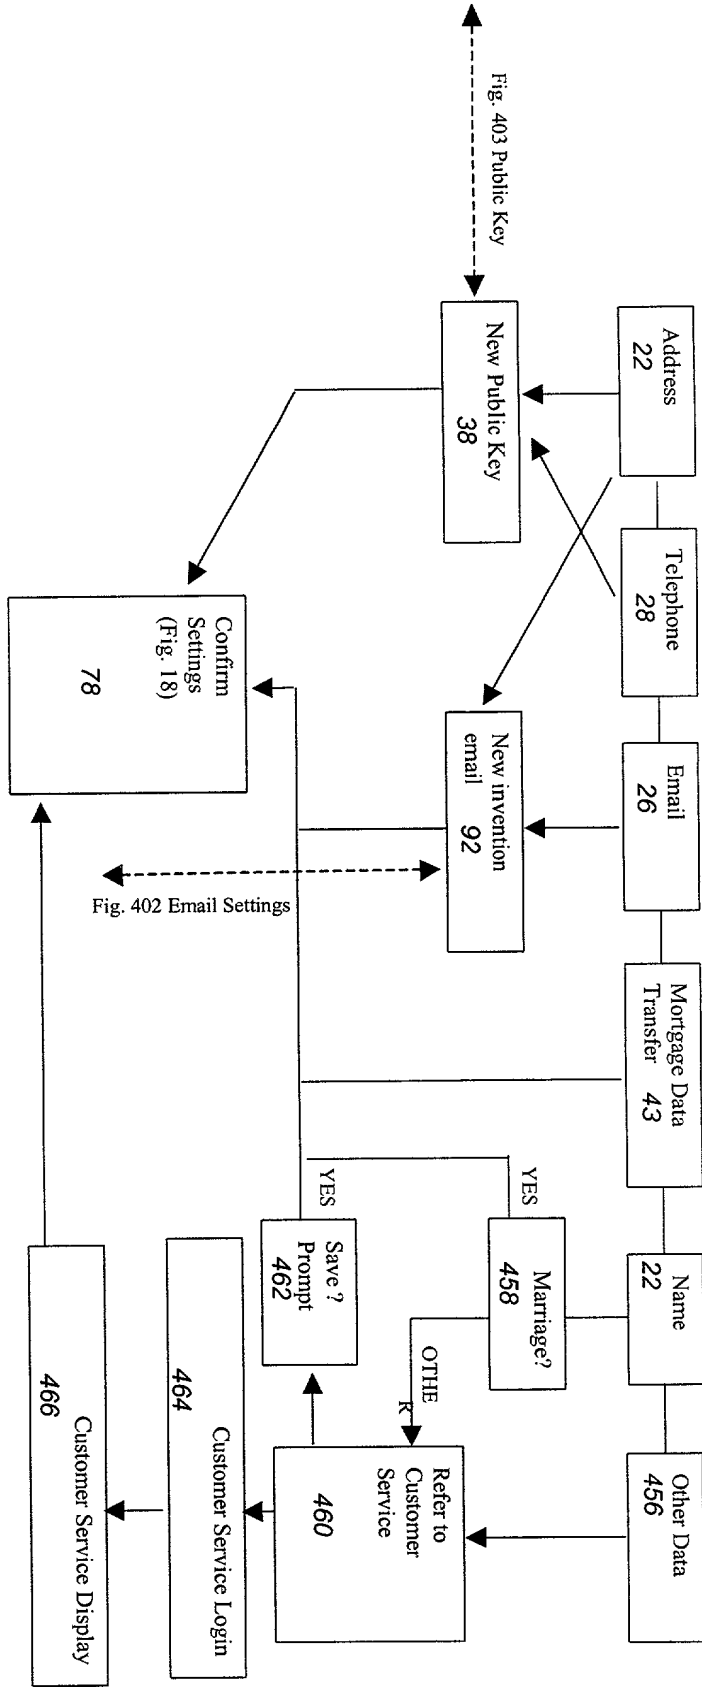 Address
22
Telephone
28
Email
26
Mortgage Data
Transfer 43
Name
22
Other Data
456
Fig. 403 Public Key
New Public Key
38
New invention
email 92
YES
Marriage?
458
OTHE
R
Refer to
Customer
Service
460
Fig. 402 Email Settings
YES
Save ?
Prompt
462
Confirm
Settings
(Fig. 18)
78
Customer Service Login
464
Customer Service Display
466